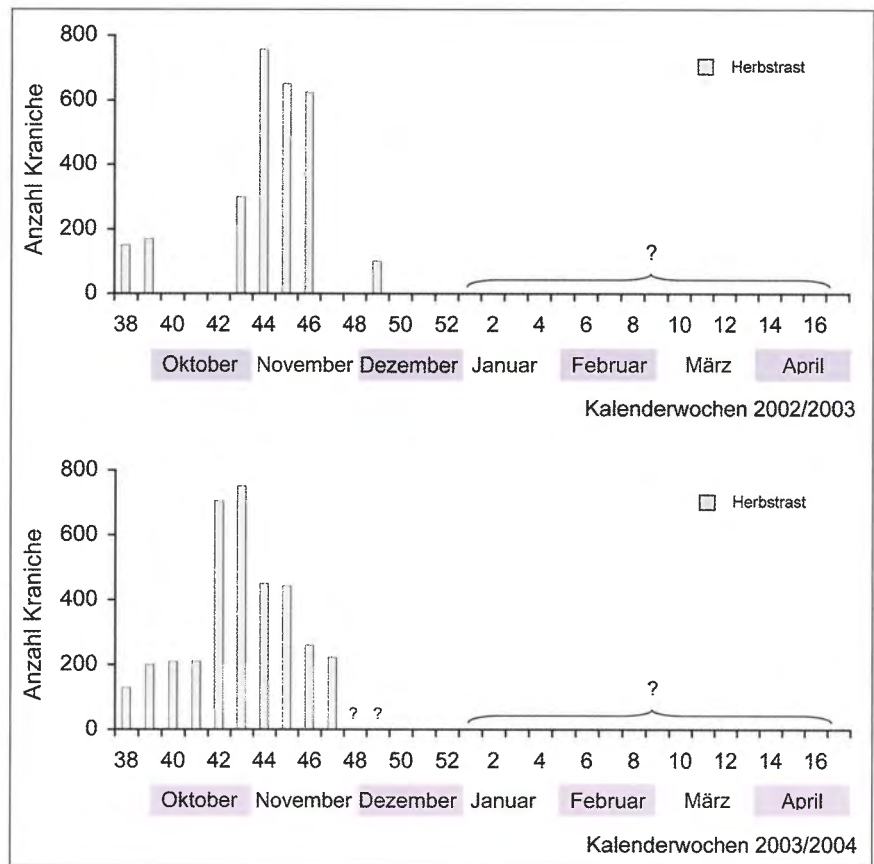 800
Herbstrast
600
400
200
0
Anzahl Kraniche
?
38 40 42 44 46 48 50 52 2 4 6 8 10 12 14 16
Oktober November Dezember Januar Februar März April
Kalenderwochen 2002/2003
800
Herbstrast
600
400
200
0
Anzahl Kraniche
? ? ?
38 40 42 44 46 48 50 52 2 4 6 8 10 12 14 16
Oktober November Dezember Januar Februar März April
Kalenderwochen 2003/2004